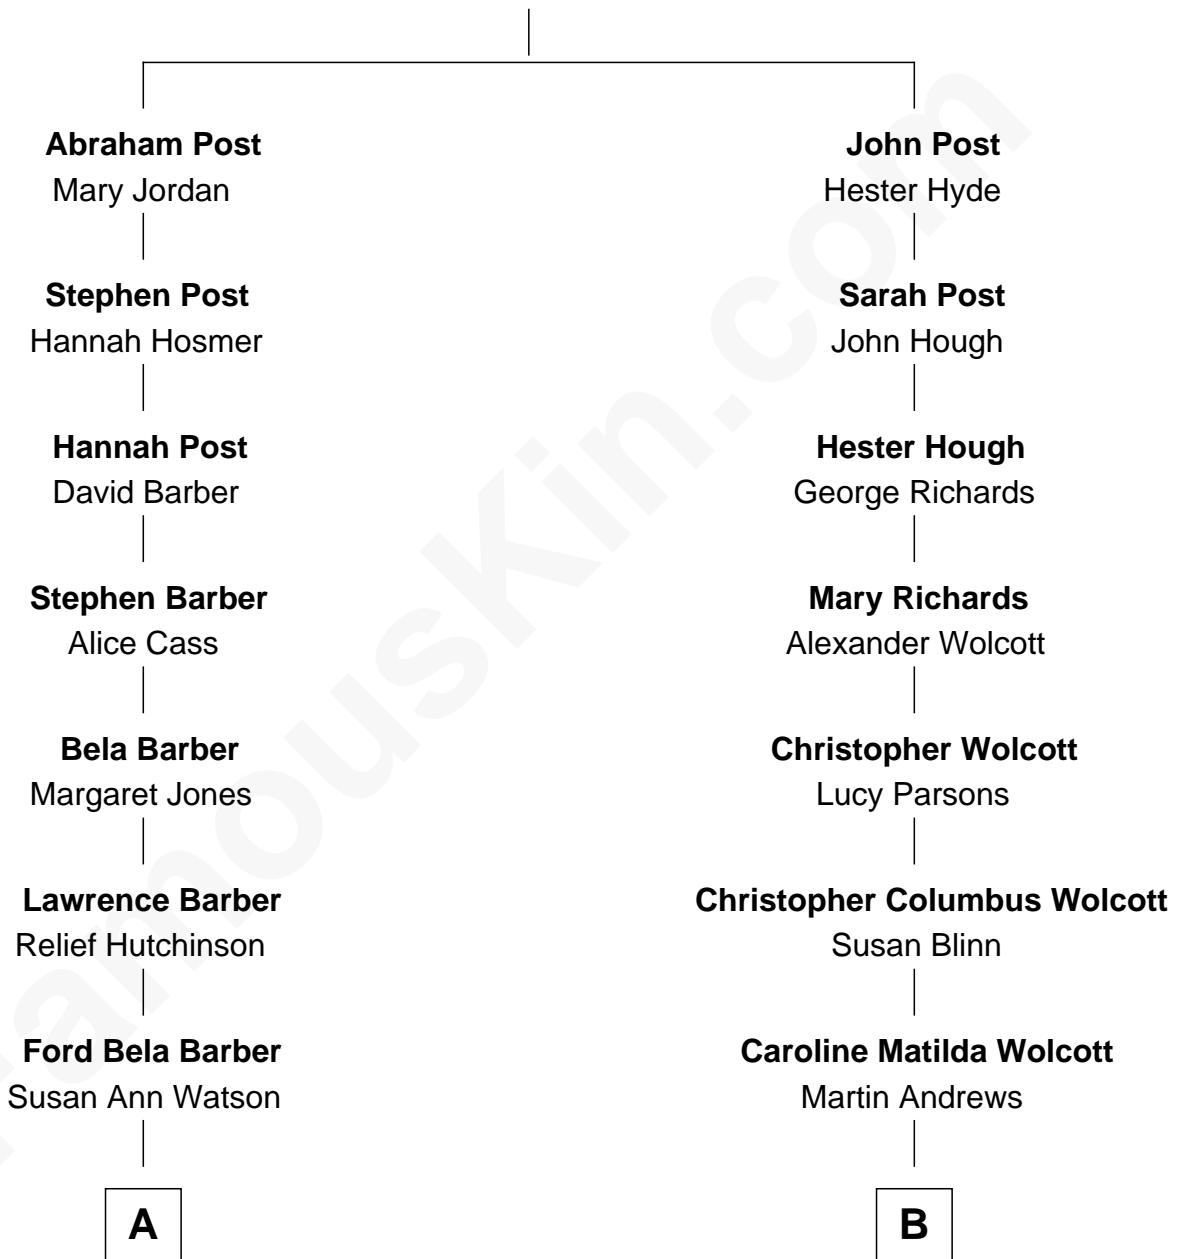 Abraham Post
Mary Jordan
Stephen Post
Hannah Hosmer
Hannah Post
David Barber
Stephen Barber
Alice Cass
Bela Barber
Margaret Jones
Lawrence Barber
Relief Hutchinson
Ford Bela Barber
Susan Ann Watson
A
John Post
Hester Hyde
Sarah Post
John Hough
Hester Hough
George Richards
Mary Richards
Alexander Wolcott
Christopher Wolcott
Lucy Parsons
Christopher Columbus Wolcott
Susan Blinn
Caroline Matilda Wolcott
Martin Andrews
B
FamousKin.com